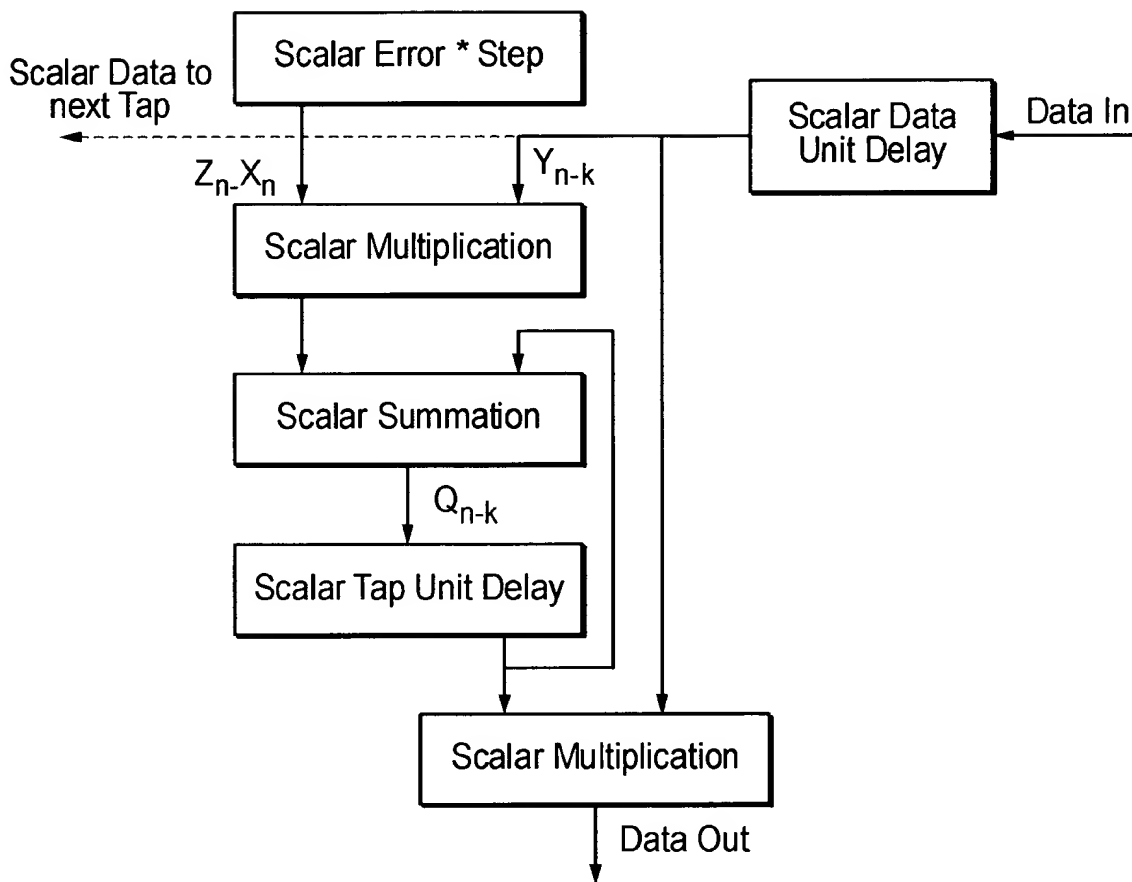 Scalar Error * Step
Scalar Data to
next Tap
Scalar Data
Unit Delay
Data In
Zn-Xn
Yn-k
Scalar Multiplication
Scalar Summation
Qn-k
Scalar Tap Unit Delay
Scalar Multiplication
Data Out